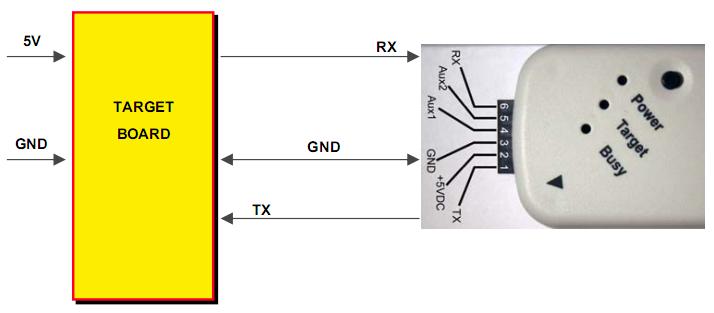 5V
GND
TARGET
BOARD
RX
GND
TX
RX
Aux2
Aux1
GND
+5VDC
TX
6
5
4
3
2
1
Power
Target
Busy